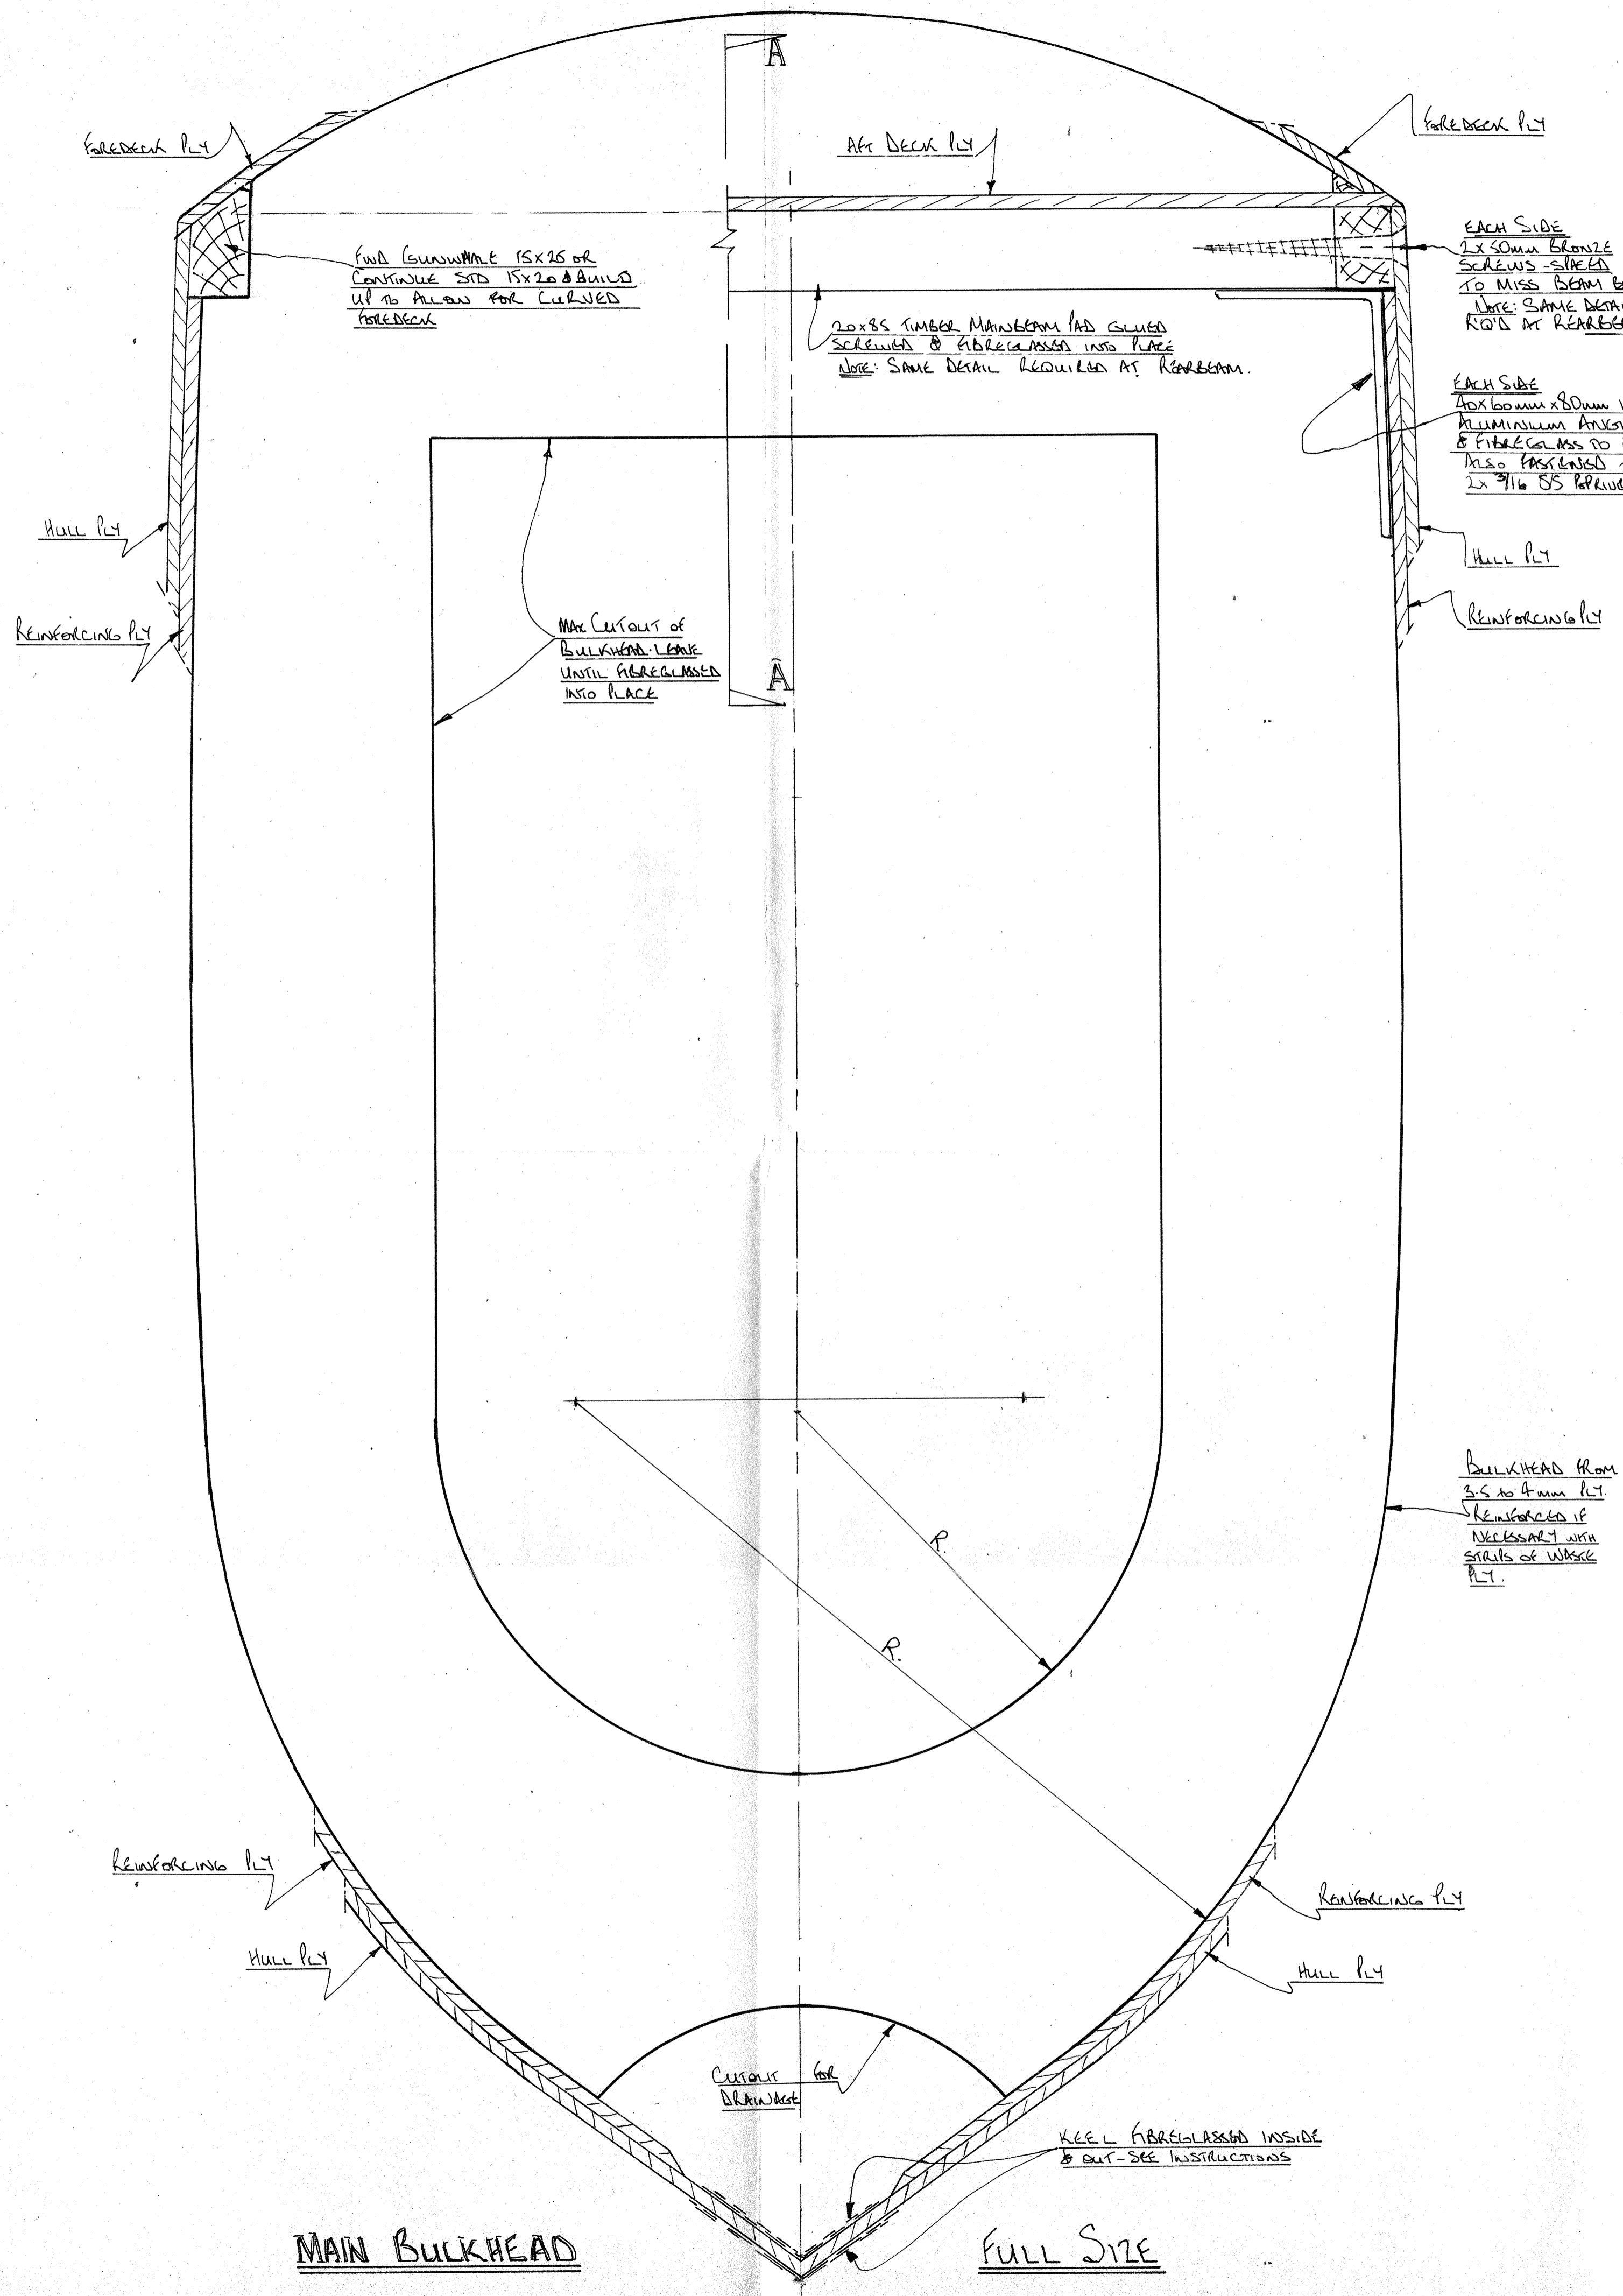 A
FOREDECK PLY
FOREDECK PLY
AFT DECK PLY
FWD GUNWHALE 15x25 OR
CONTINUE STD 15x20 & BUILD
UP TO ALLOW FOR CURVED
FOREDECK
EACH SIDE
2x50mm BRONZE
SCREWS - SPACED
TO MISS BEAM
NOTE: SAME
RQ'D AT
20x85 TIMBER MAINBEAM PAD GLUED
SCREWED & FIBREGLASSED INTO PLACE
NOTE: SAME DETAIL REQUIRED AT REARBEAM.
EACH SIDE
40x60mm x80mm
ALUMINIUM
& FIBREGLASS TO
ALSO FASTENED
2x 3/16 S/S
HULL PLY
HULL PLY
REINFORCING PLY
REINFORCING PLY
MAX CUTOUT OF
BULKHEAD. LEAVE
UNTIL FIBREGLASSED
INTO PLACE
A
BULKHEAD FROM
3.5 to 4mm PLY.
REINFORCED IF
NECESSARY WITH
STRIPS OF WASTE
PLY.
R.
R.
REINFORCING PLY
REINFORCING PLY
HULL PLY
HULL PLY
CUTOUT FOR
DRAINAGE
KEEL FIBREGLASSED INSIDE
& OUT - SEE INSTRUCTIONS
MAIN BULKHEAD
FULL SIZE